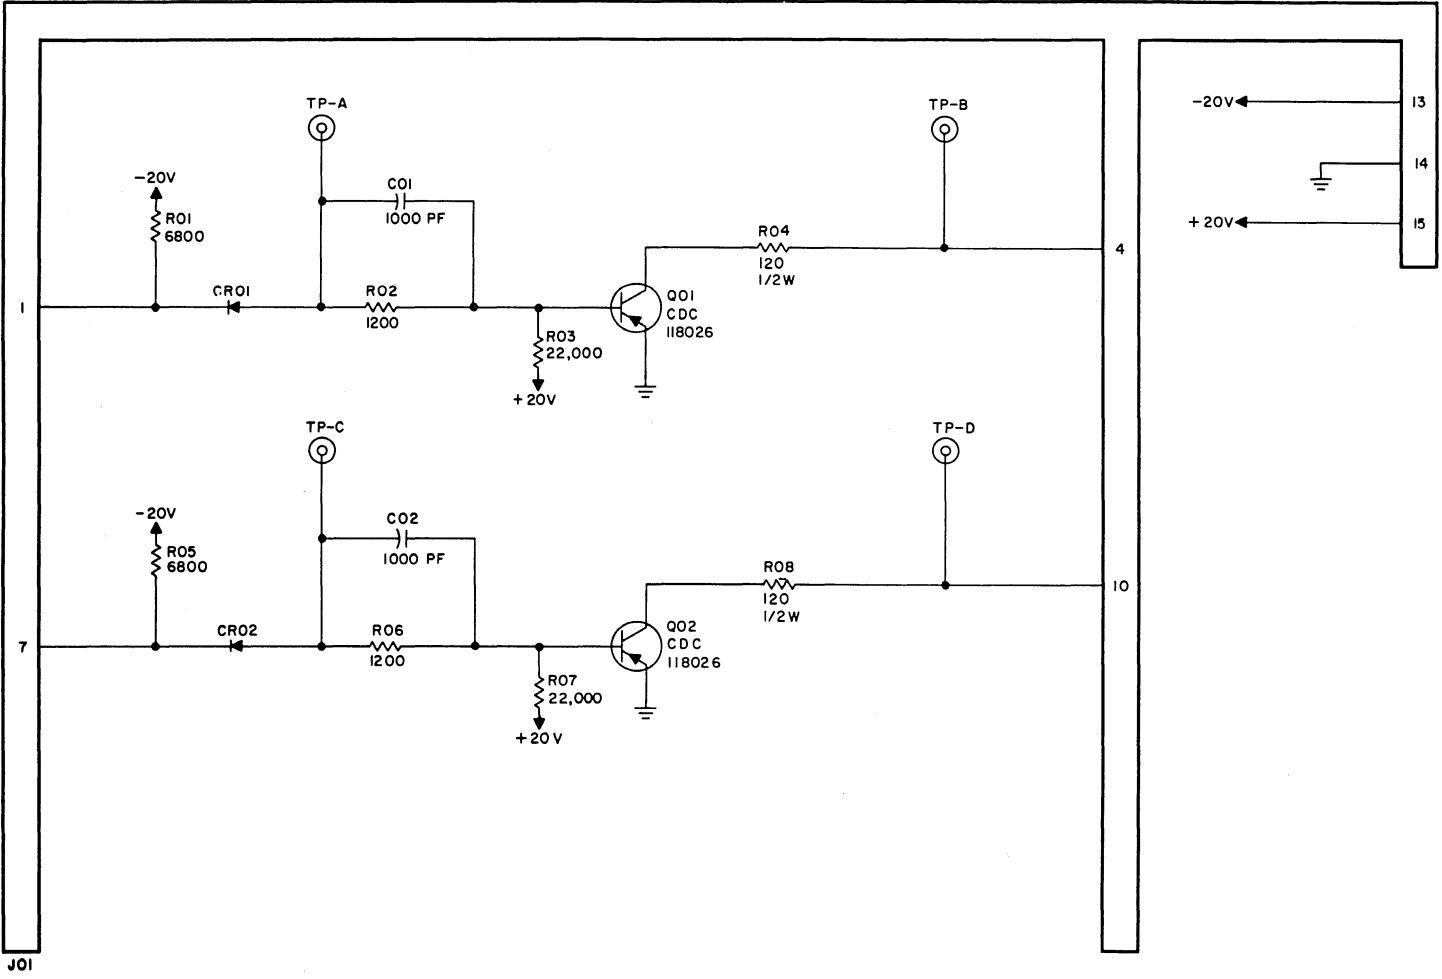 TP-A
TP-B
-20V
13
14
-20V
C01
1000 PF
R01
6800
+20V
15
R04
120
1/2W
4
1
CR01
R02
1200
Q01
CDC
118026
R03
22,000
+20V
TP-C
TP-D
-20V
C02
1000 PF
R05
6800
R08
120
1/2W
10
7
CR02
R06
1200
Q02
CDC
118026
R07
22,000
+20V
J01